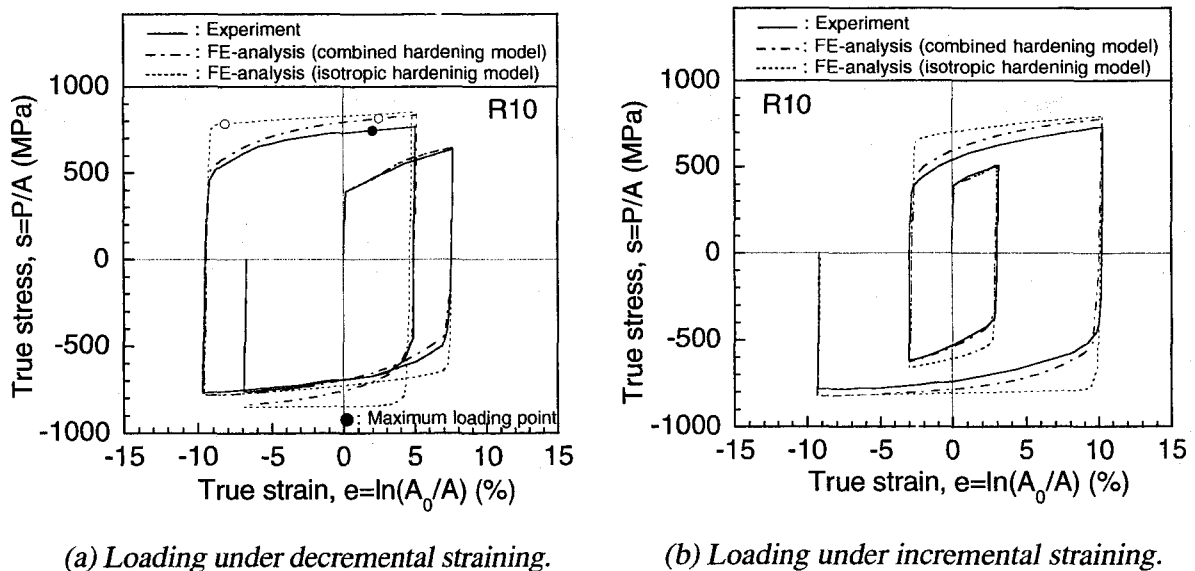 : Experiment
: FE-analysis (combined hardening model)
: FE-analysis (isotropic hardeninig model)
R10
1000
500
0
-500
-1000
True stress, s=P/A (MPa)
: Maximum loading point
-15 -10 -5 0 5 10 15
True strain, e=ln(A0/A) (%)
(a) Loading under decremental straining.
: Experiment
: FE-analysis (combined hardening model)
: FE-analysis (isotropic hardening model)
R10
1000
500
0
-500
-1000
True stress, s=P/A (MPa)
-15 -10 -5 0 5 10 15
True strain, e=ln(A0/A) (%)
(b) Loading under incremental straining.